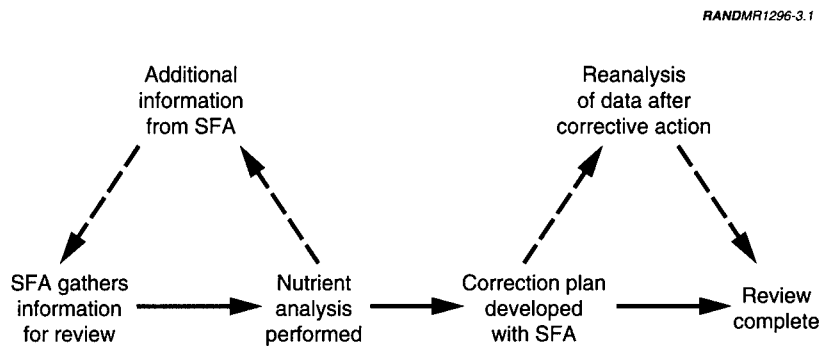 RANDMR1296-3.1
Additional
information
from SFA
Reanalysis
of data after
corrective action
SFA gathers
information
for review
Nutrient
analysis
performed
Correction plan
developed
with SFA
Review
complete